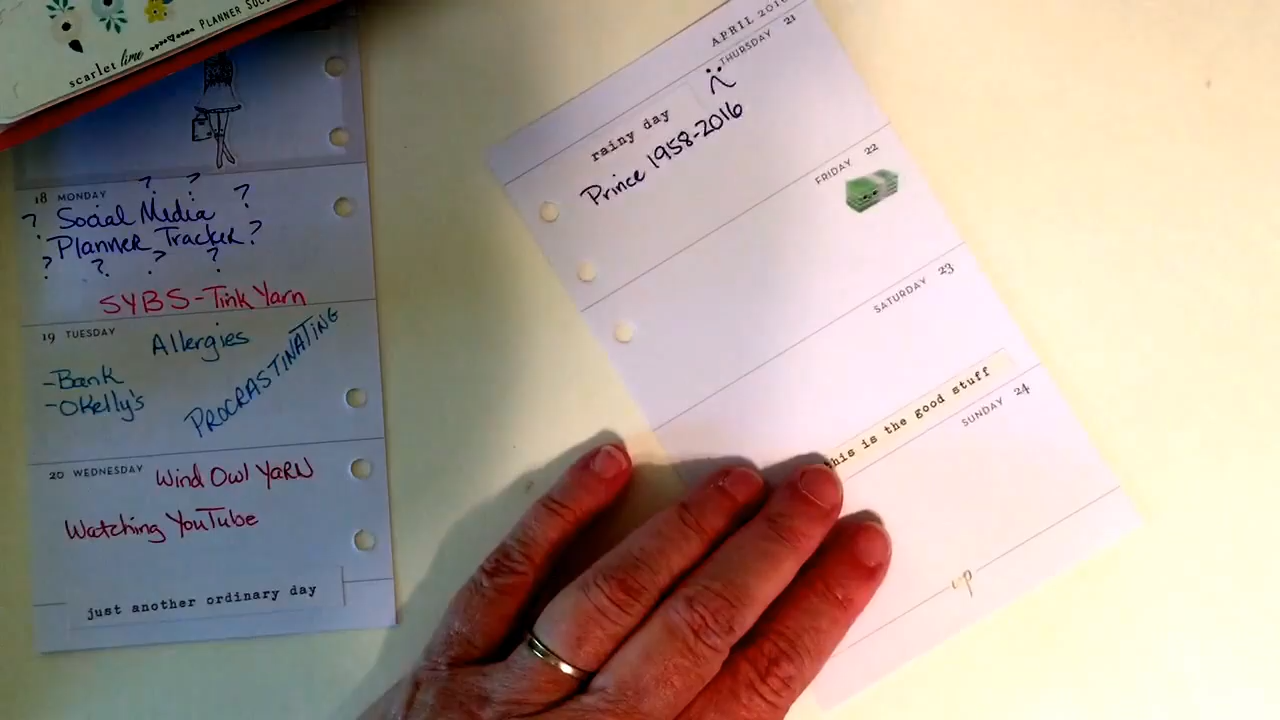 scarlet lime
PLANNER
18 MONDAY
? ? ?
? Social Media
Planner Tracker?
? ? ? ?
SYBS-Tink Yarn
19 TUESDAY
Allergies
-Bank
-OKelly's
PROCRASTINATING
20 WEDNESDAY
Wind Owl YARN
Watching YouTube
just another ordinary day
APRIL 2016
THURSDAY 21
rainy day
Prince 1958-2016
FRIDAY 22
SATURDAY 23
this is the good stuff
SUNDAY 24